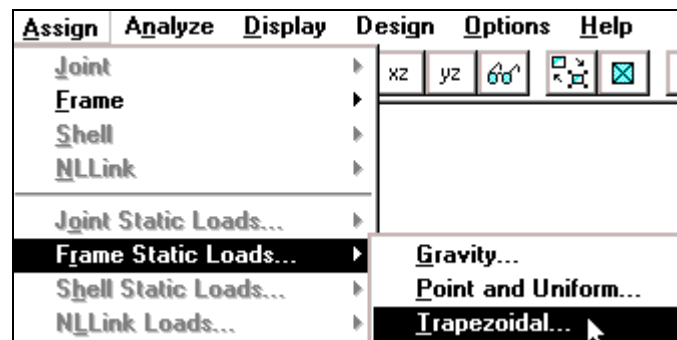 Assign Analyze Display Design Options Help
Joint
xz yz
Frame
Shell
NLLink
Joint Static Loads...
Frame Static Loads...
Gravity...
Shell Static Loads...
Point and Uniform...
NLLink Loads...
Trapezoidal...